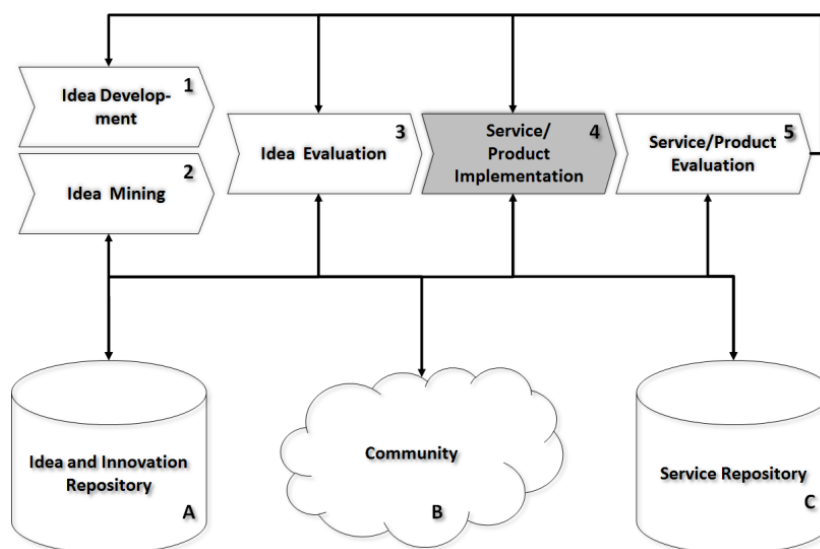 1
Idea Develop-
ment
2
Idea Mining
3
Idea Evaluation
4
Service/
Product
Implementation
5
Service/Product
Evaluation
Idea and Innovation
Repository
A
Community
B
Service Repository
C